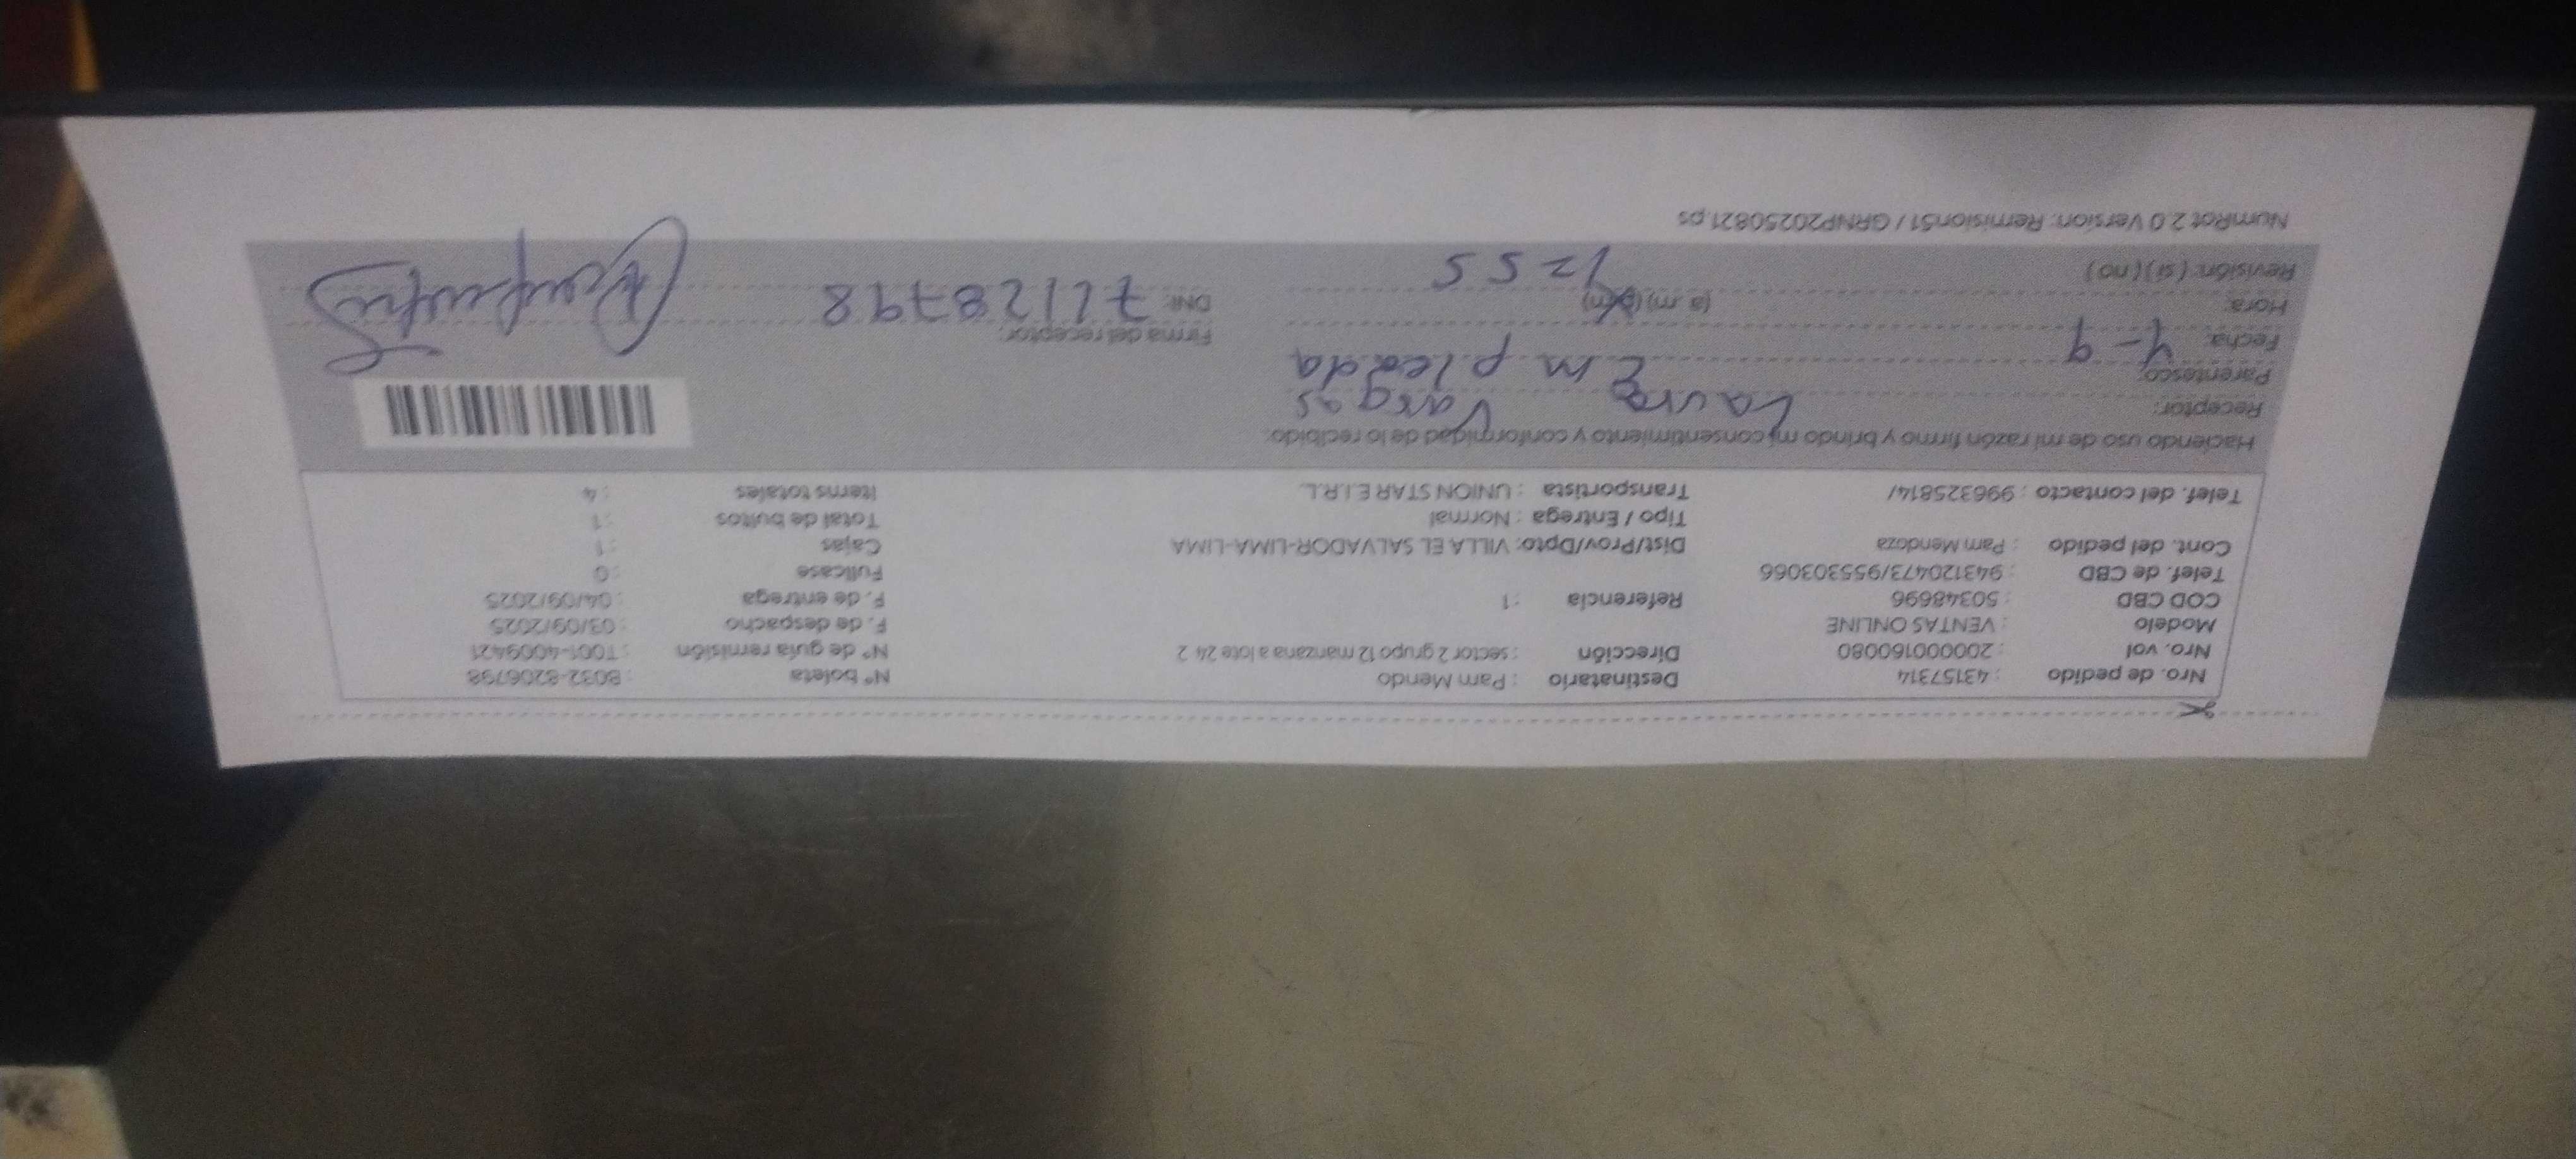 Nro. de pedido : 43157314 Destinatario : Pam Mendo N° boleta : B032-8206798
Nro. vol : 20000160080 Dirección : sector 2 grupo 12 manzana a lote 24 2 N° de guía remisión : T001-4009421
Modelo : VENTAS ONLINE F. de despacho : 03/09/2025
COD CBD : 50348696 Referencia : 1 F. de entrega : 04/09/2025
Telef. de CBD : 943120473/955303066 Fullcase : 0
Cont. del pedido : Pam Mendoza Dist/Prov/Dpto: VILLA EL SALVADOR-LIMA-LIMA Cajas : 1
Tipo / Entrega : Normal Total de bultos : 1
Telef. del contacto : 996325814/ Transportista : UNION STAR E.I.R.L. Items totales : 4
Haciendo uso de mi razón firmo y brindo mi consentimiento y conformidad de lo recibido:
Receptor: Laura Vargas
Parentesco: Empleada
Fecha: 4-9 Firma del receptor:
Hora: (a. m) (p.m) DNI: 72128798
Revisión: ( si ) ( no ) 1=55
NumRot 2.0 Version: Remision51 / GRNP20250821.ps